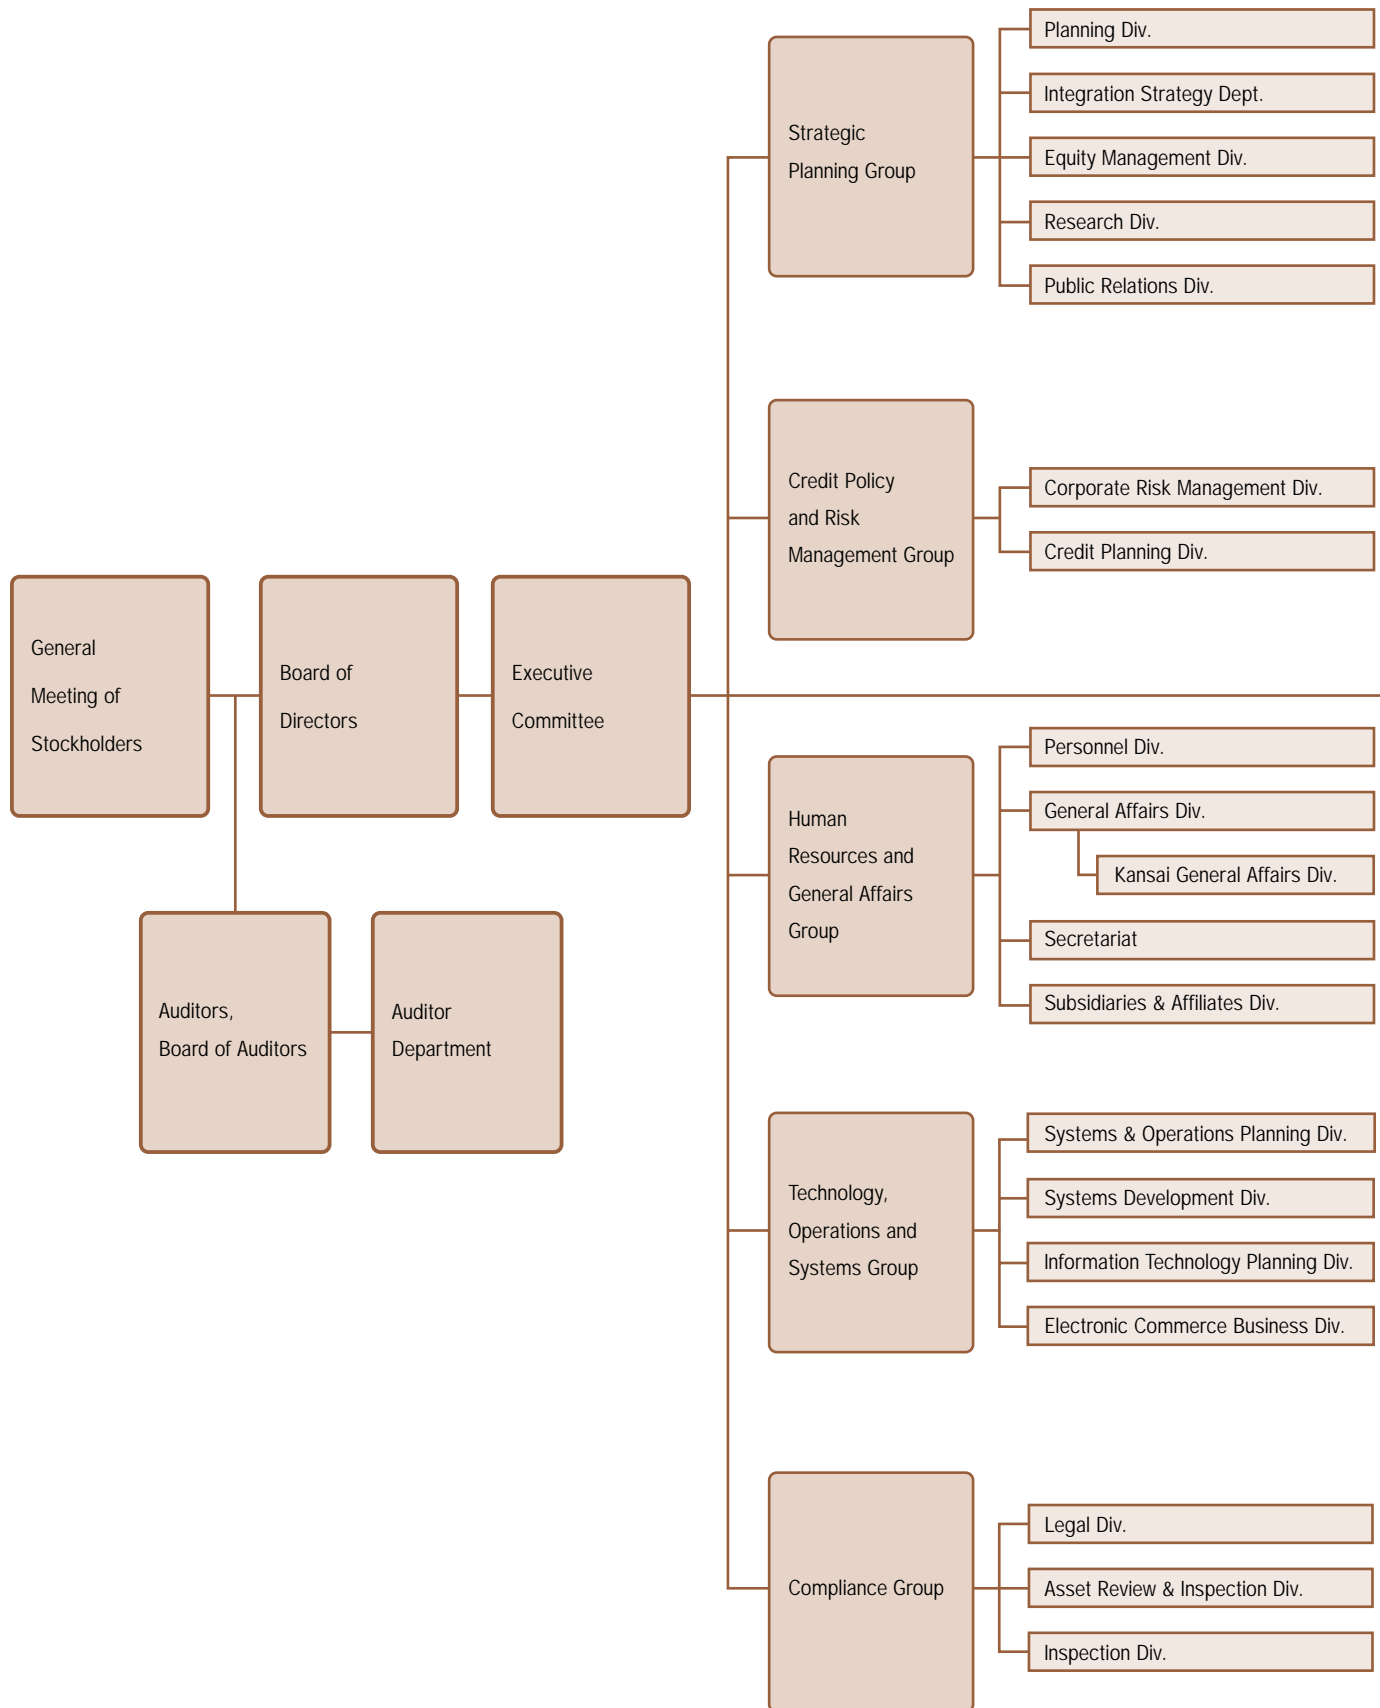 General
Meeting of
Stockholders
Board of
Directors
Executive
Committee
Auditors,
Board of Auditors
Auditor
Department
Strategic
Planning Group
Planning Div.
Integration Strategy Dept.
Equity Management Div.
Research Div.
Public Relations Div.
Credit Policy
and Risk
Management Group
Corporate Risk Management Div.
Credit Planning Div.
Human
Resources and
General Affairs
Group
Personnel Div.
General Affairs Div.
Kansai General Affairs Div.
Secretariat
Subsidiaries & Affiliates Div.
Technology,
Operations and
Systems Group
Systems & Operations Planning Div.
Systems Development Div.
Information Technology Planning Div.
Electronic Commerce Business Div.
Compliance Group
Legal Div.
Asset Review & Inspection Div.
Inspection Div.